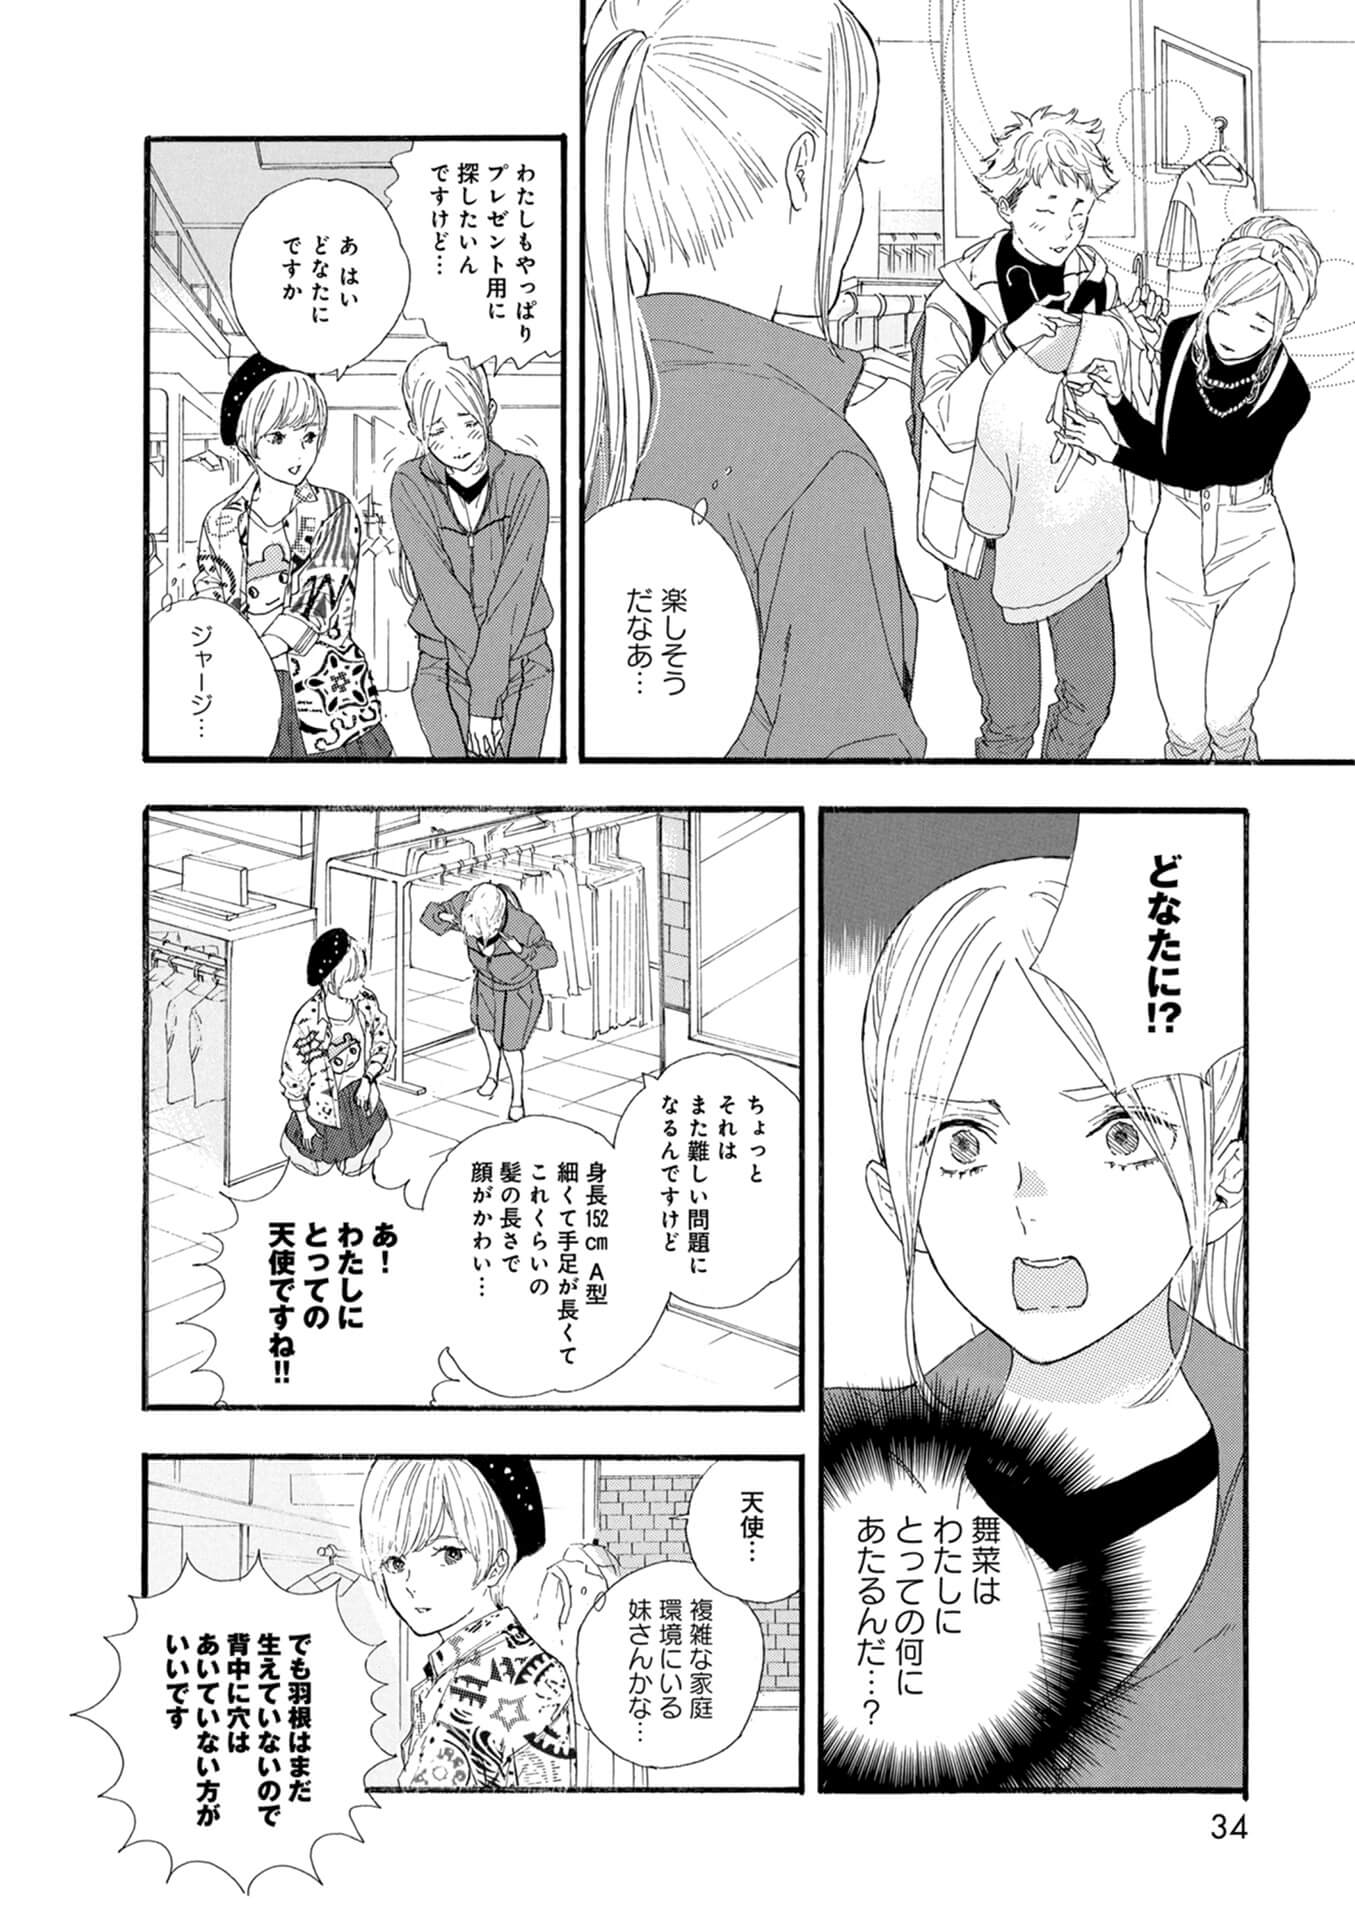 楽しそう
だなあ…
わたしもやっぱり
プレゼント用に
探したいん
ですけど…
あ はい
どなたに
ですか
ジャージ…
どなたに!?
舞菜は
わたしに
とっての何に
あたるんだ…?
ちょっと
それは
また難しい問題に
なるんですけど
身長152cm A型
細くて手足が長くて
これくらいの
髪の長さで
顔がかわい…
あ!
わたしに
とっての
天使ですね!!
天使…
複雑な家庭
環境にいる
妹さんかな…
でも羽根はまだ
生えていないので
背中に穴は
あいていない方が
いいです
34